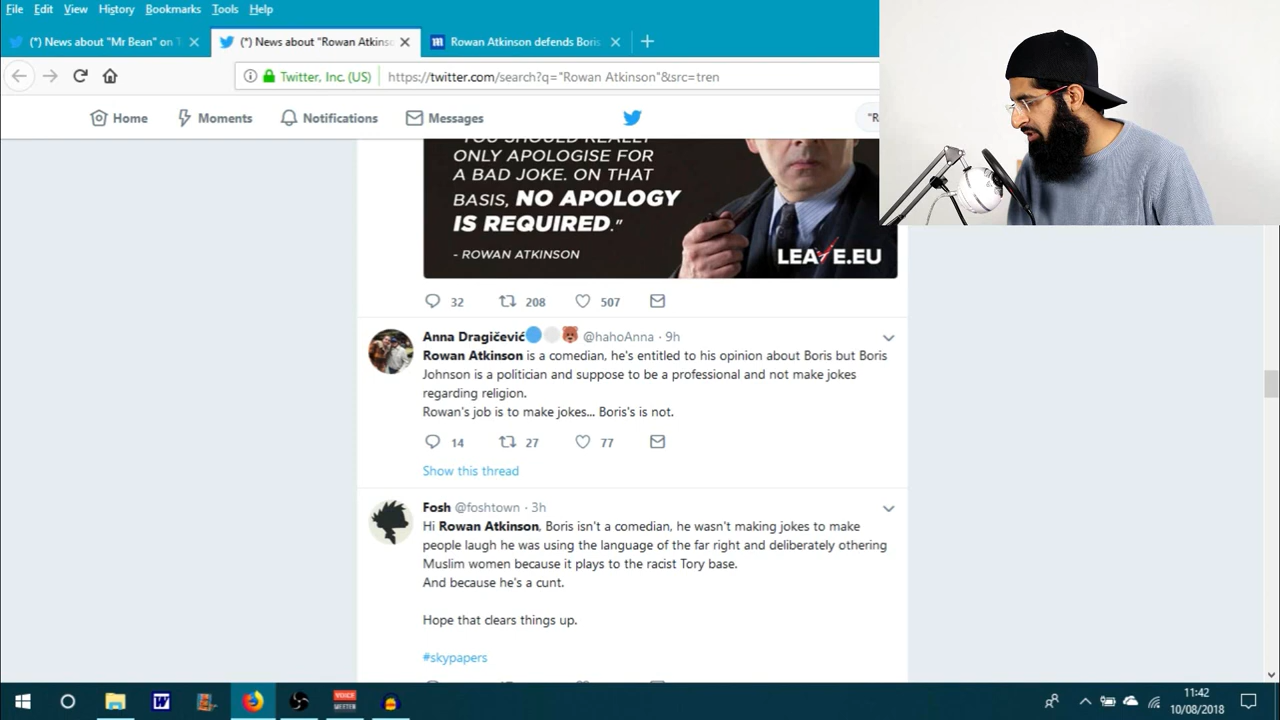 File Edit View History Bookmarks Tools Help
(*) News about "Mr Bean" on T
(*) News about "Rowan Atkinso
Rowan Atkinson defends Boris
Twitter, Inc. (US) https://twitter.com/search?q="Rowan Atkinson"&src=tren
Home Moments Notifications Messages "R
"YOU SHOULD REALLY
ONLY APOLOGISE FOR
A BAD JOKE. ON THAT
BASIS, NO APOLOGY
IS REQUIRED."
- ROWAN ATKINSON
LEAVE.EU
32 208 507
Anna Dragičević @hahoAnna · 9h
Rowan Atkinson is a comedian, he's entitled to his opinion about Boris but Boris
Johnson is a politician and suppose to be a professional and not make jokes
regarding religion.
Rowan's job is to make jokes... Boris's is not.
14 27 77
Show this thread
Fosh @foshtown · 3h
Hi Rowan Atkinson, Boris isn't a comedian, he wasn't making jokes to make
people laugh he was using the language of the far right and deliberately othering
Muslim women because it plays to the racist Tory base.
And because he's a cunt.
Hope that clears things up.
#skypapers
W VOICE
MEETER
11:42
10/08/2018